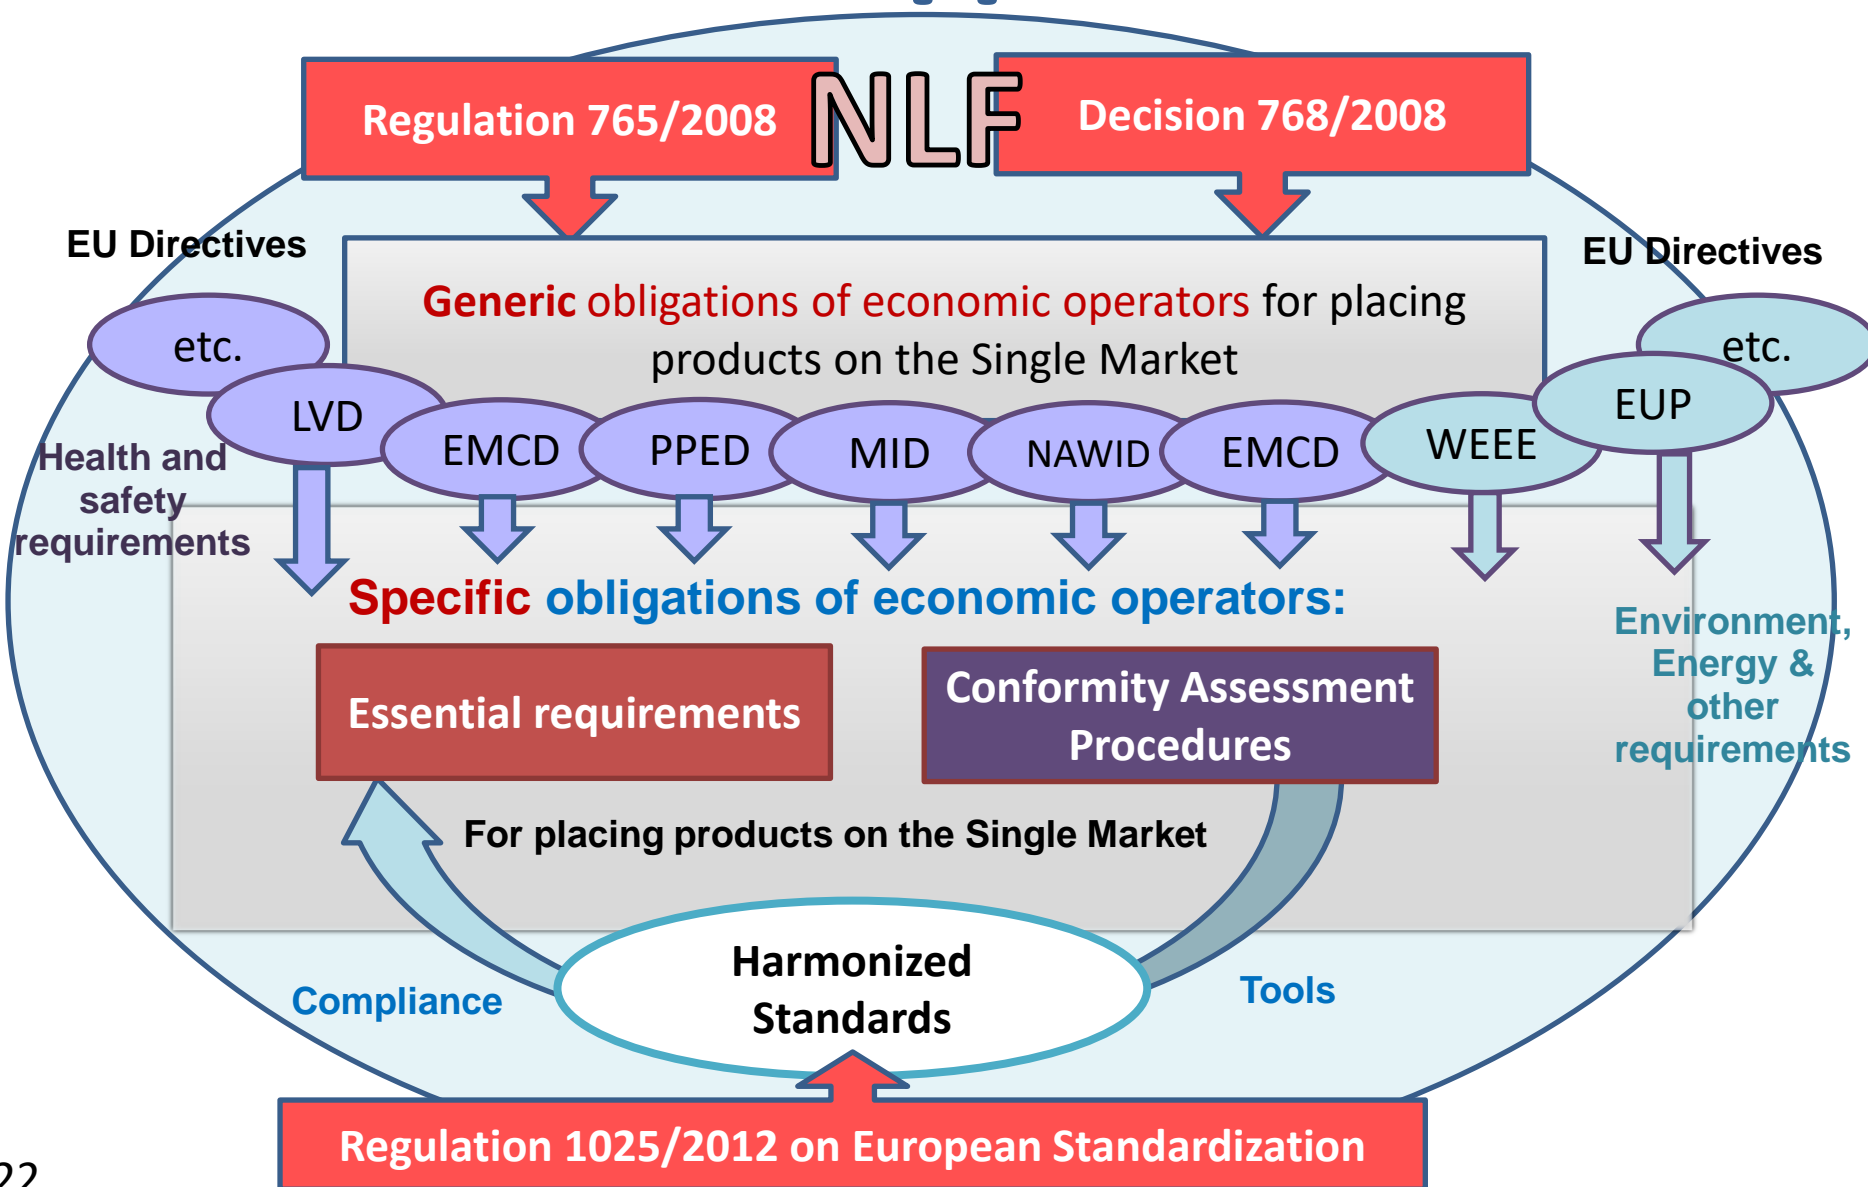 Regulation 765/2008
NLF
Decision 768/2008
EU Directives
EU Directives
Generic obligations of economic operators for placing
products on the Single Market
etc.
LVD
EMCD
PPED
MID
NAWID
EMCD
WEEE
EUP
etc.
Health and
safety
requirements
Specific obligations of economic operators:
Essential requirements
Conformity Assessment
Procedures
Environment,
Energy &
other
requirements
For placing products on the Single Market
Harmonized
Standards
Compliance
Tools
Regulation 1025/2012 on European Standardization
22